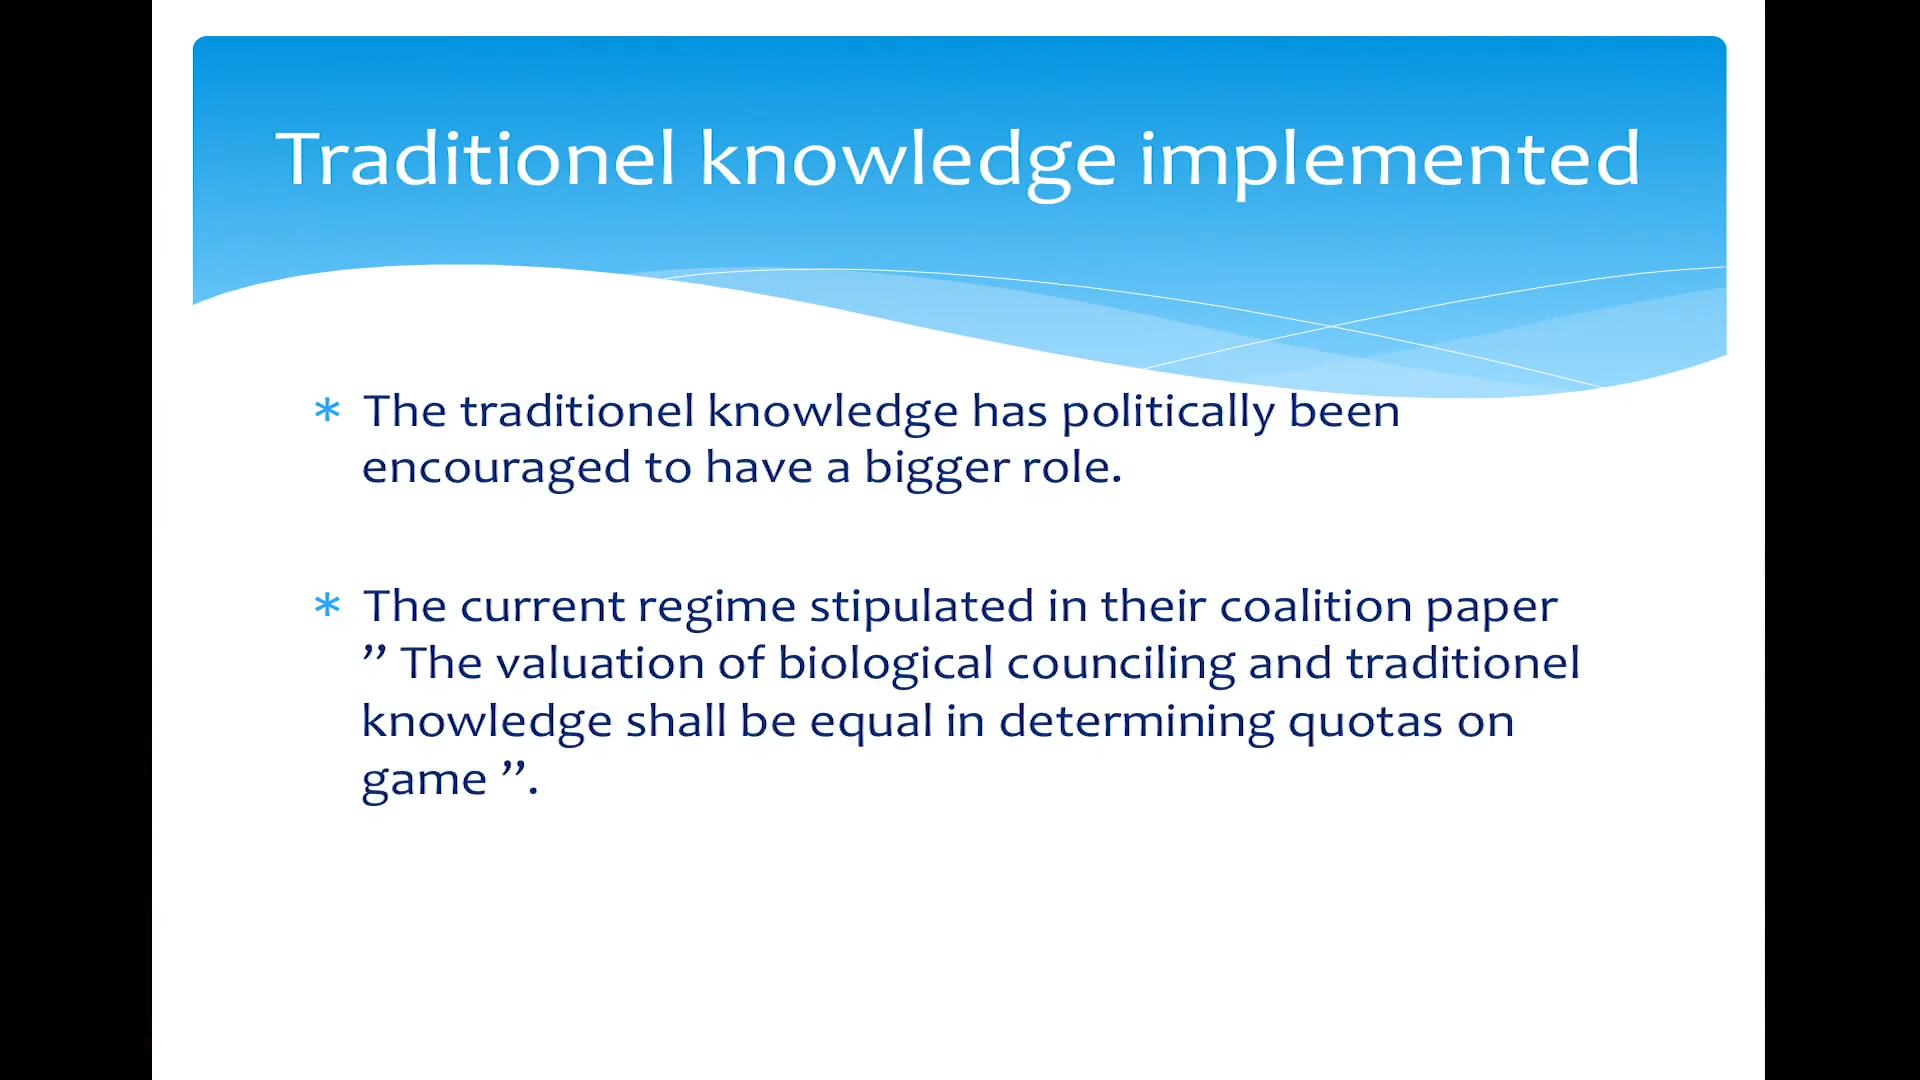 Traditionel knowledge implemented
* The traditionel knowledge has politically been
encouraged to have a bigger role.
* The current regime stipulated in their coalition paper
” The valuation of biological counciling and traditionel
knowledge shall be equal in determining quotas on
game ”.